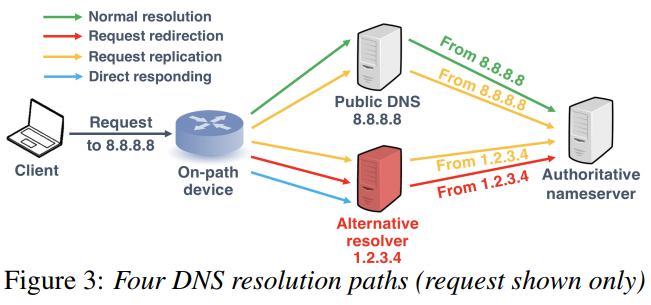 Normal resolution
Request redirection
Request replication
Direct responding
Request
to 8.8.8.8
Client
On-path
device
Public DNS
8.8.8.8
Alternative
resolver
1.2.3.4
From 8.8.8.8
From 8.8.8.8
From 1.2.3.4
From 1.2.3.4
Authoritative
nameserver
Figure 3: Four DNS resolution paths (request shown only)